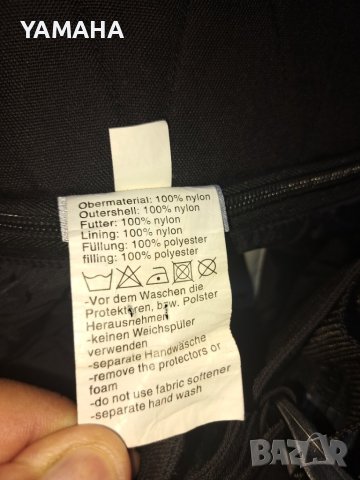 YAMAHA
Obermaterial: 100% nylon
Outershell: 100% nylon
Futter: 100% nylon
Lining: 100% nylon
Füllung: 100% polyester
filling: 100% polyester
-Vor dem Waschen die
Protektoren, bzw. Polster
Herausnehmen
-keinen Weichspüler
verwenden
-separate Handwäsche
-remove the protectors or
foam
-do not use fabric softener
-separate hand wash
BAZAR